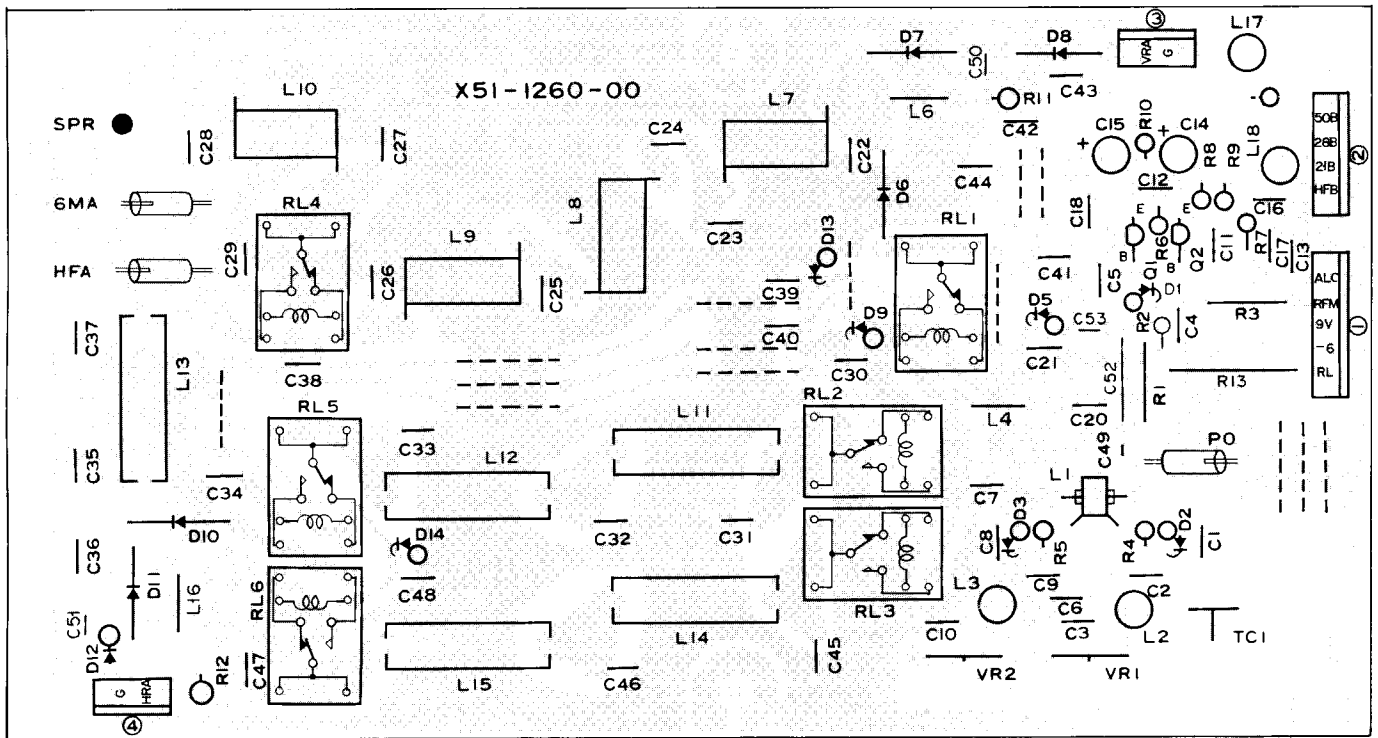 X51-1260-00
③
VRA
G
L17
D7
C50
D8
C43
L10
L7
L6
R11
SPR
C28
C27
C24
C22
C42
C15
+
R10
+
C14
R8
R9
L18
50B
28B
21B
HFB
②
6MA
RL4
L8
D6
C44
C12
C16
HFA
C29
L9
C26
C25
C23
D13
RL1
C18
E
B
R6
E
B
Q2
C11
R7
C17
C13
C39
C41
C5
Q1
D1
C37
L13
C38
C40
D9
C30
D5
C53
C21
R2
C4
R3
ALC
RFM
9V
-6
RL
①
RL5
L11
RL2
L4
C20
C52
R1
R13
C35
C33
L12
C34
C49
PO
D10
C32
C31
C7
L1
C36
D14
C8
D3
R5
R4
D2
C1
D11
L16
RL6
C48
L14
RL3
L3
C9
C6
C2
C51
D12
C10
C3
L2
TC1
R12
C47
L15
C46
C45
VR2
VR1
G
HRA
④